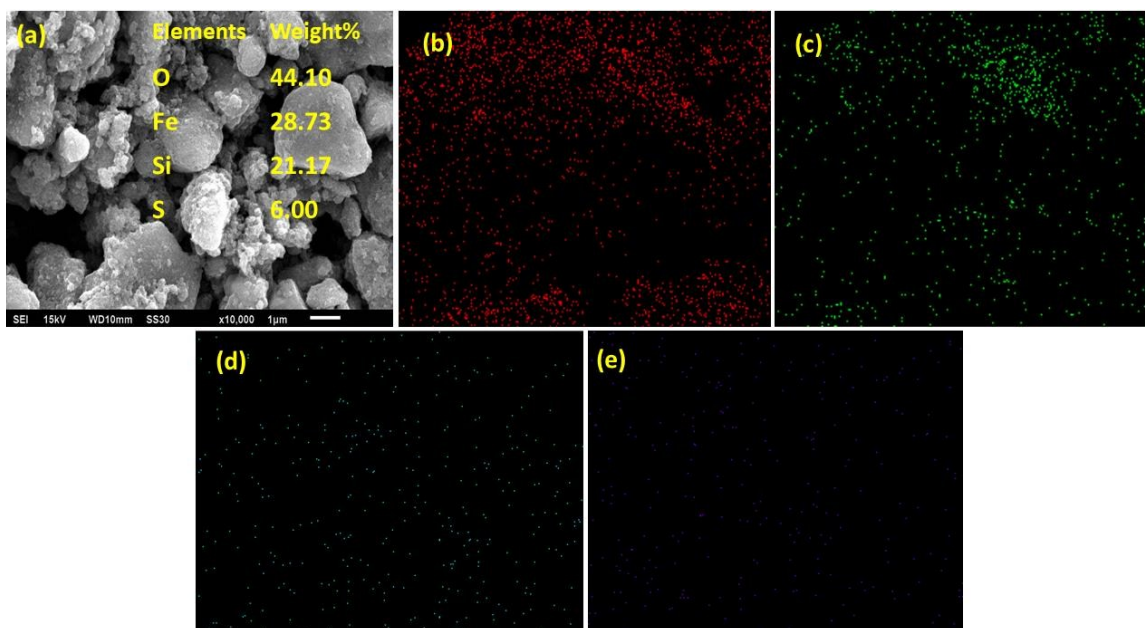 (a) Elements Weight%
O 44.10
Fe 28.73
Si 21.17
S 6.00
SEI 15kV WD10mm SS30 x10,000 1μm
(b)
(c)
(d)
(e)